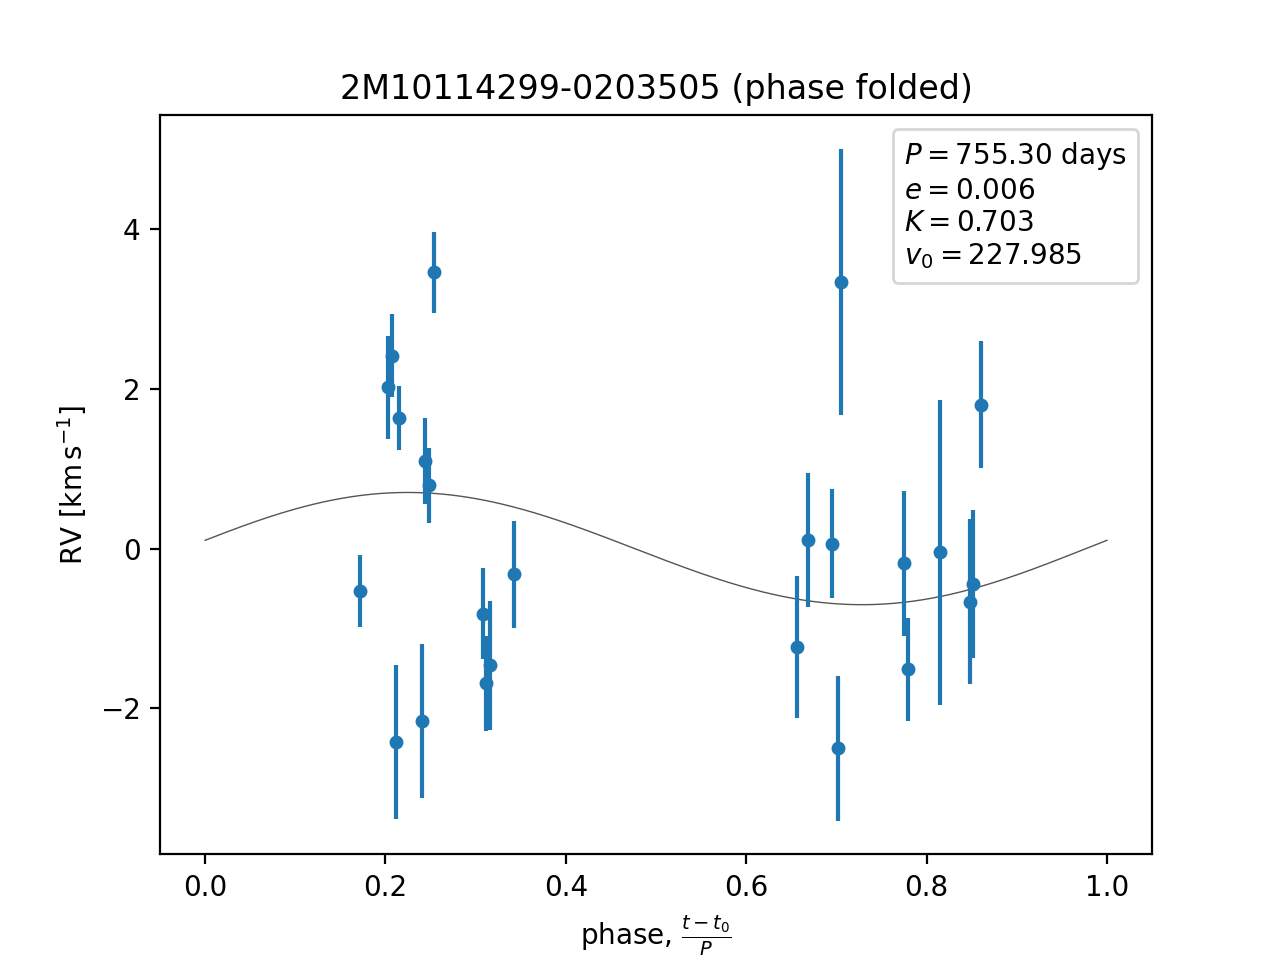 2M10114299-0203505 (phase folded)
P = 755.30 days
e = 0.006
K = 0.703
v₀ = 227.985
4
2
0
−2
RV [km s⁻¹]
0.0 0.2 0.4 0.6 0.8 1.0
phase, (t − t₀)/P